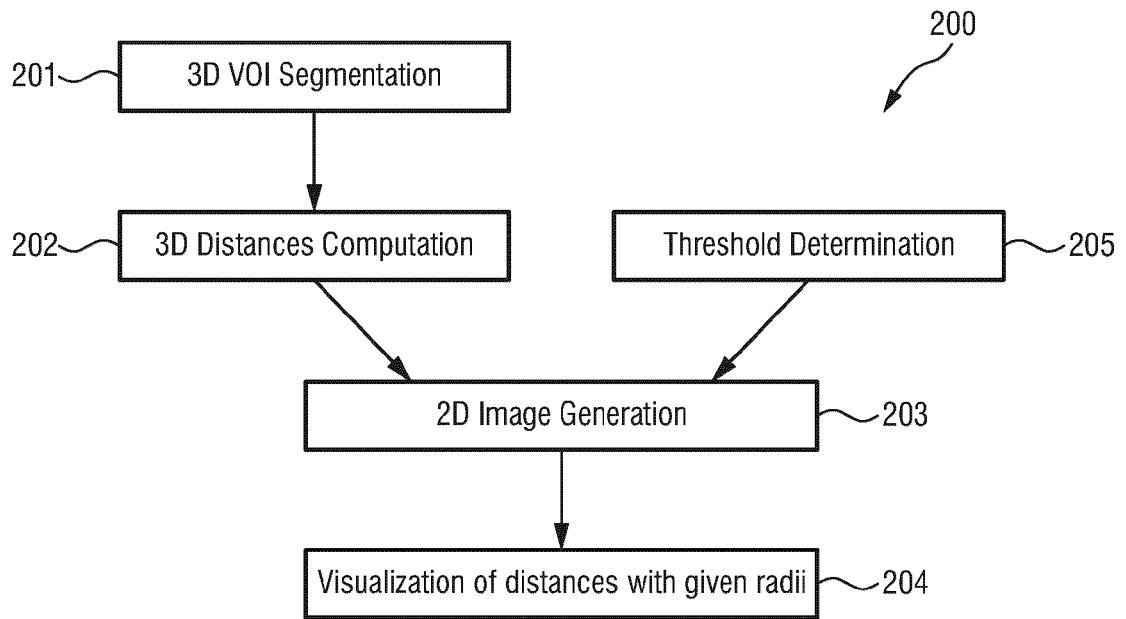 200
201 3D VOI Segmentation
202 3D Distances Computation
Threshold Determination 205
2D Image Generation 203
Visualization of distances with given radii 204